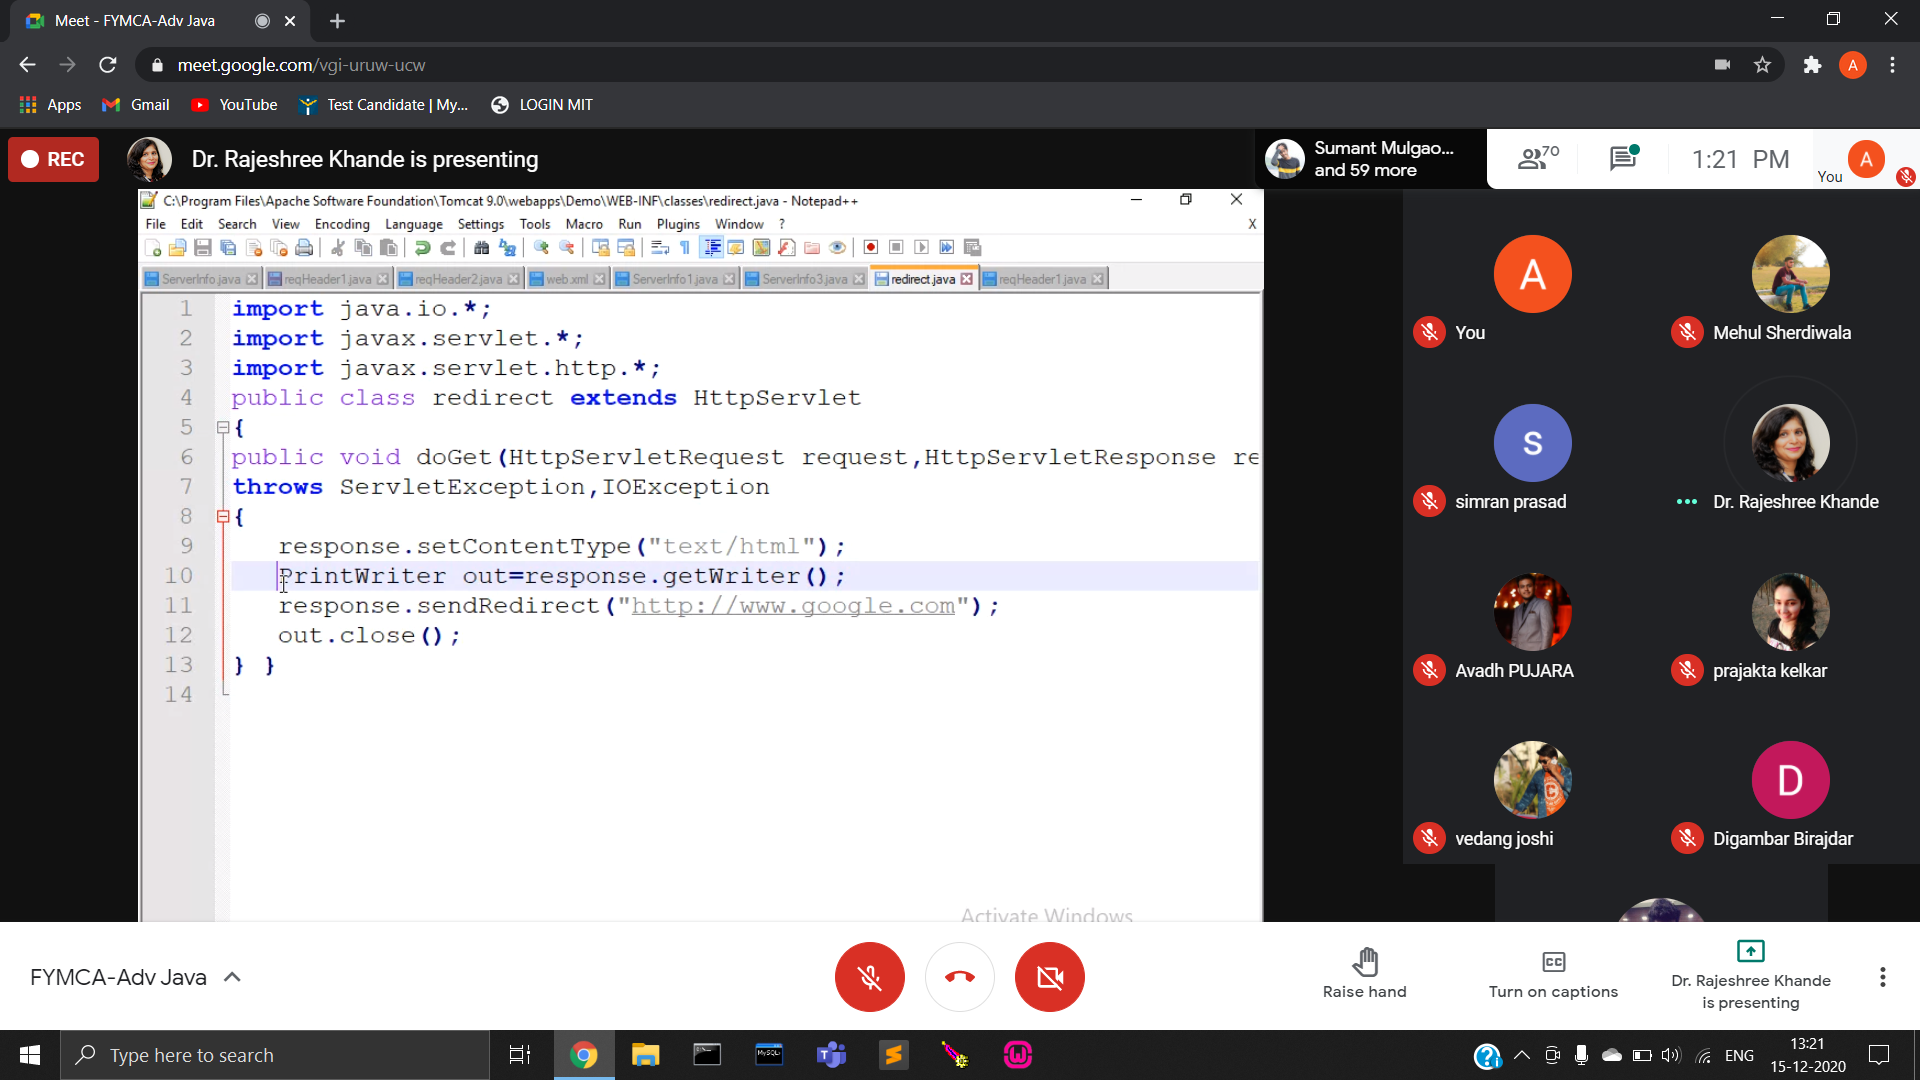 Meet - FYMCA-Adv Java
meet.google.com/vgi-uruw-ucw
A
Apps
Gmail
YouTube
Test Candidate | My...
LOGIN MIT
REC
Dr. Rajeshree Khande is presenting
Sumant Mulgao...
and 59 more
70
1:21 PM
You
A
C:\Program Files\Apache Software Foundation\Tomcat 9.0\webapps\Demo\WEB-INF\classes\redirect.java - Notepad++
File Edit Search View Encoding Language Settings Tools Macro Run Plugins Window ?
X
ServerInfo.java
reqHeader1.java
reqHeader2.java
web.xml
ServerInfo1.java
ServerInfo3.java
redirect.java
reqHeader1.java
1 import java.io.*;
2 import javax.servlet.*;
3 import javax.servlet.http.*;
4 public class redirect extends HttpServlet
5 {
6 public void doGet(HttpServletRequest request,HttpServletResponse re
7 throws ServletException,IOException
8 {
9 response.setContentType("text/html");
10 PrintWriter out=response.getWriter();
11 response.sendRedirect("http://www.google.com");
12 out.close();
13 } }
14
Activate Windows
A
You
Mehul Sherdiwala
S
simran prasad
Dr. Rajeshree Khande
Avadh PUJARA
prajakta kelkar
vedang joshi
D
Digambar Birajdar
FYMCA-Adv Java
Raise hand
CC
Turn on captions
Dr. Rajeshree Khande
is presenting
Type here to search
MySQL
ENG
13:21
15-12-2020